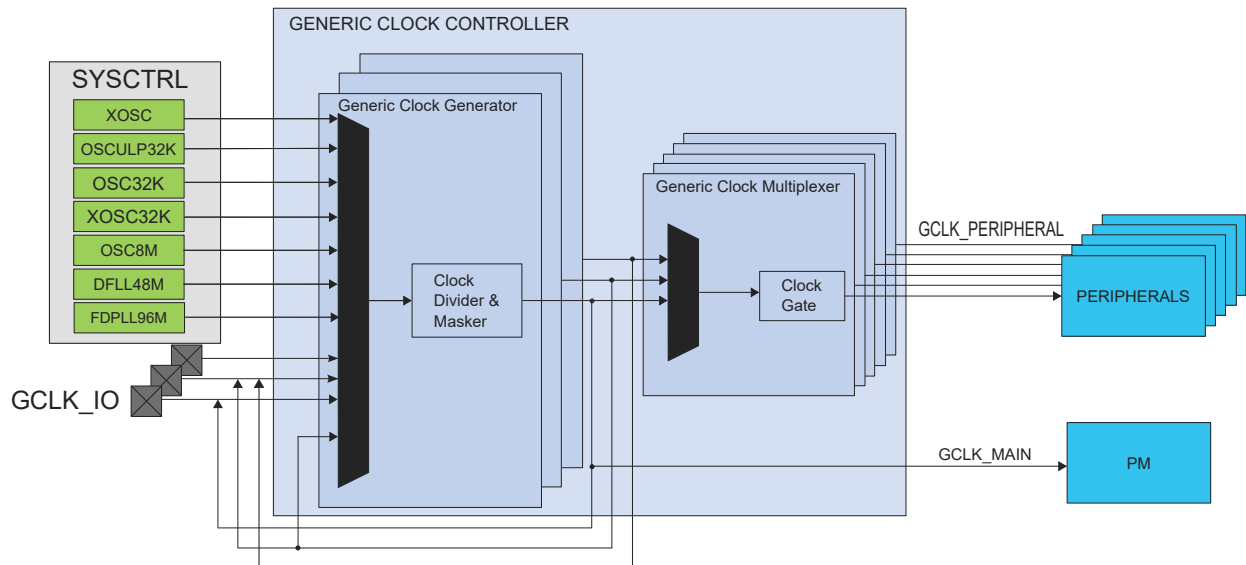 GENERIC CLOCK CONTROLLER
SYSCTRL
XOSC
OSCULP32K
OSC32K
XOSC32K
OSC8M
DFLL48M
FDPLL96M
GCLK_IO
Generic Clock Generator
Clock
Divider &
Masker
Generic Clock Multiplexer
Clock
Gate
GCLK_PERIPHERAL
PERIPHERALS
GCLK_MAIN
PM